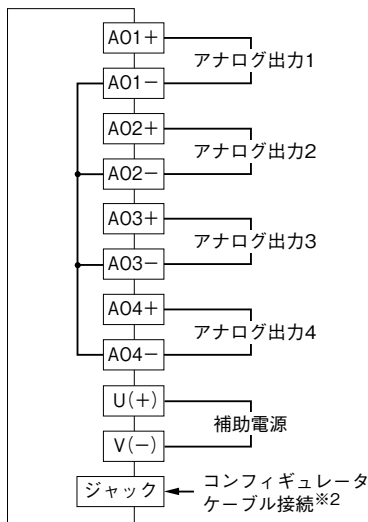 AO1+
アナログ出力1
AO1−
AO2+
アナログ出力2
AO2−
AO3+
アナログ出力3
AO3−
AO4+
アナログ出力4
AO4−
U(+)
補助電源
V(−)
ジャック
コンフィギュレータ
ケーブル接続※2